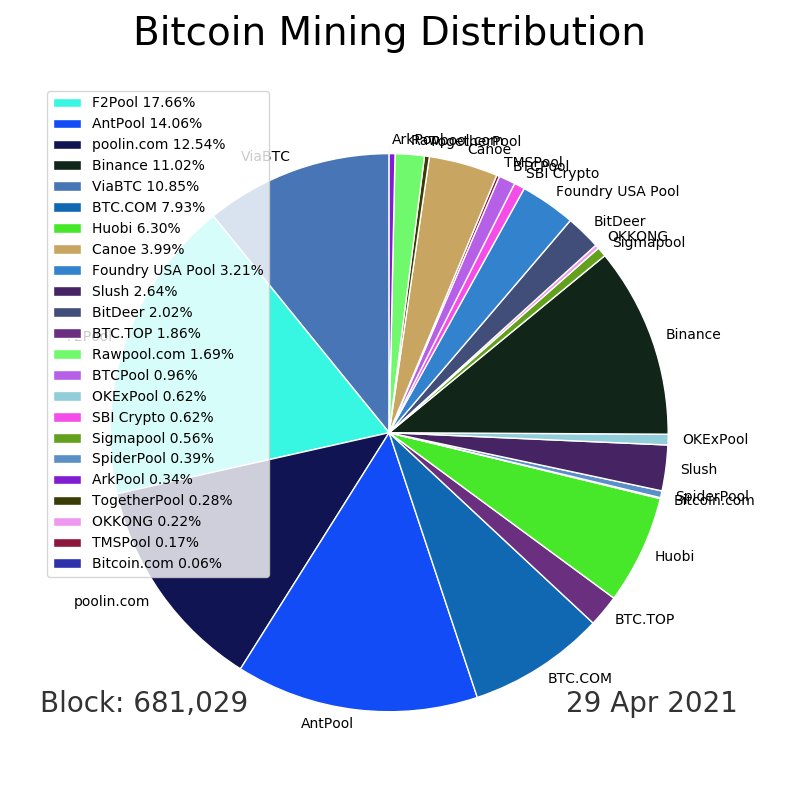 Bitcoin Mining Distribution
F2Pool 17.66%
AntPool 14.06%
poolin.com 12.54%
Binance 11.02%
ViaBTC 10.85%
BTC.COM 7.93%
Huobi 6.30%
Canoe 3.99%
Foundry USA Pool 3.21%
Slush 2.64%
BitDeer 2.02%
BTC.TOP 1.86%
Rawpool.com 1.69%
BTCPool 0.96%
OKExPool 0.62%
SBI Crypto 0.62%
Sigmapool 0.56%
SpiderPool 0.39%
ArkPool 0.34%
TogetherPool 0.28%
OKKONG 0.22%
TMSPool 0.17%
Bitcoin.com 0.06%
ArkPool
Rawpool.com
TogetherPool
Canoe
TMSPool
BTCPool
SBI Crypto
Foundry USA Pool
BitDeer
OKKONG
Sigmapool
Binance
OKExPool
Slush
SpiderPool
Bitcoin.com
Huobi
BTC.TOP
BTC.COM
AntPool
poolin.com
F2Pool
ViaBTC
Block: 681,029
29 Apr 2021